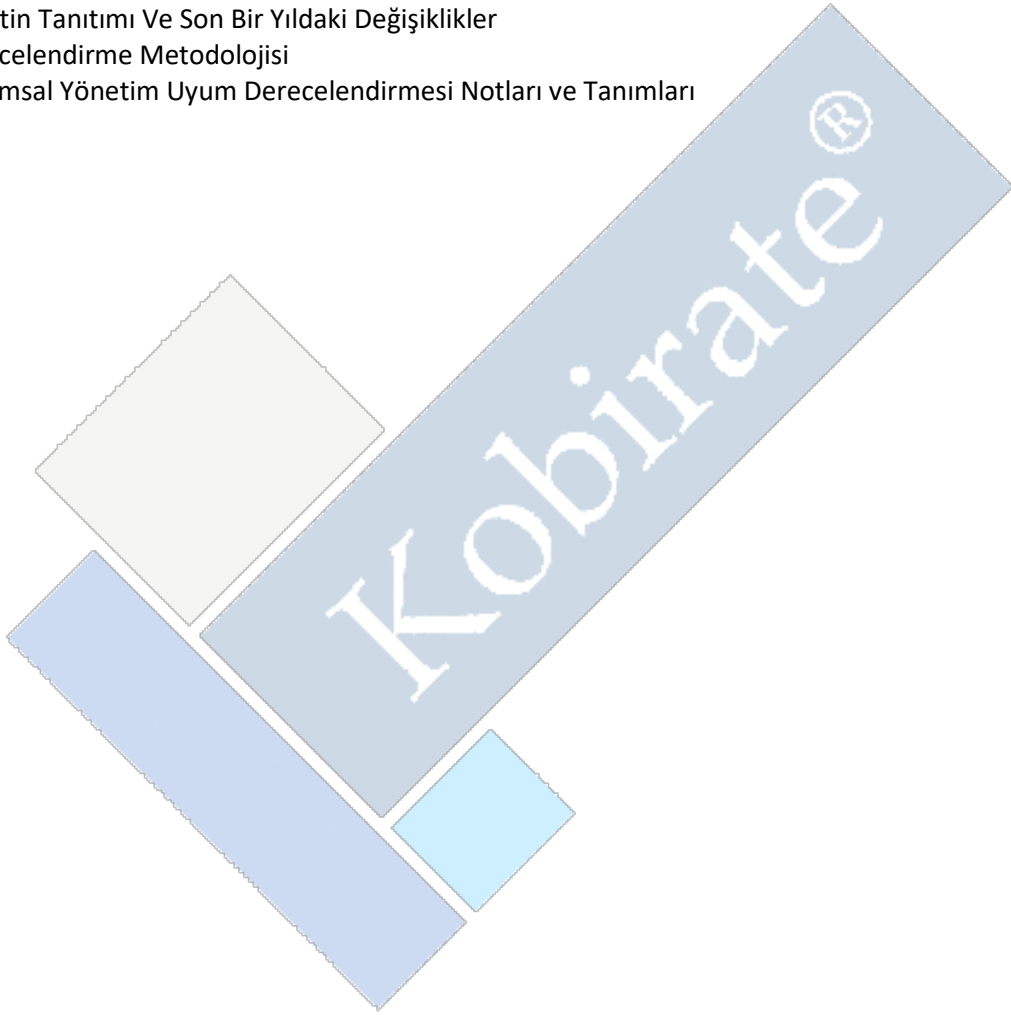 tin Tanıtımı Ve Son Bir Yıldaki Değişiklikler
celendirme Metodolojisi
msal Yönetim Uyum Derecelendirmesi Notları ve Tanımları
Kobirate®